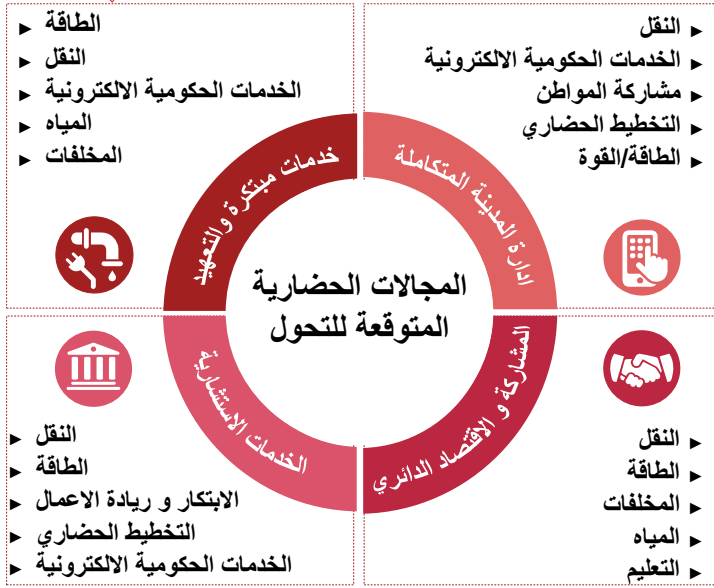 النقل
الخدمات الحكومية الالكترونية
مشاركة المواطن
التخطيط الحضاري
الطاقة/القوة
ادارة المدينة المتكاملة
الطاقة
النقل
الخدمات الحكومية الالكترونية
المياه
المخلفات
خدمات مبتكرة والتعهيد
المجالات الحضارية
المتوقعة للتحول
المشاركة و الاقتصاد الدائري
النقل
الطاقة
المخلفات
المياه
التعليم
الخدمات الاستشارية
النقل
الطاقة
الابتكار و ريادة الاعمال
التخطيط الحضاري
الخدمات الحكومية الالكترونية